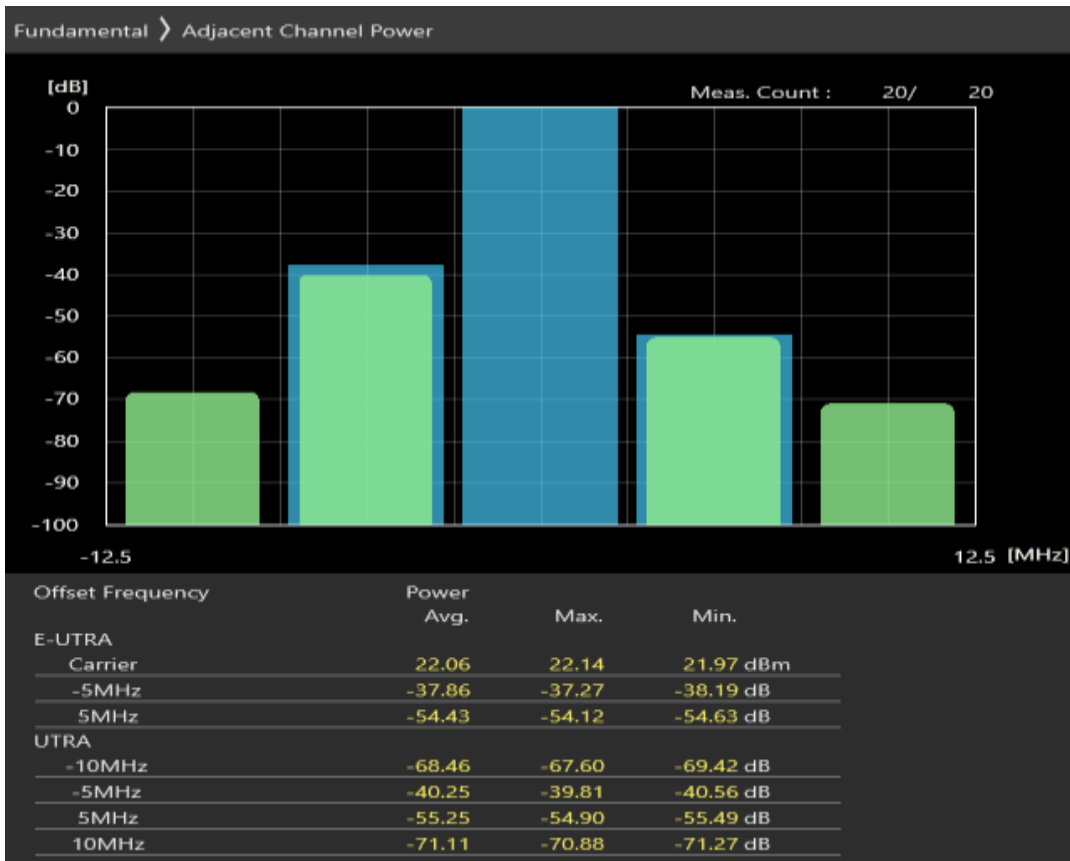 Fundamental 〉 Adjacent Channel Power
[dB]
Meas. Count : 20/ 20
0
-10
-20
-30
-40
-50
-60
-70
-80
-90
-100
-12.5 12.5 [MHz]
Offset Frequency Power
Avg. Max. Min.
E-UTRA
Carrier 22.06 22.14 21.97 dBm
-5MHz -37.86 -37.27 -38.19 dB
5MHz -54.43 -54.12 -54.63 dB
UTRA
-10MHz -68.46 -67.60 -69.42 dB
-5MHz -40.25 -39.81 -40.56 dB
5MHz -55.25 -54.90 -55.49 dB
10MHz -71.11 -70.88 -71.27 dB